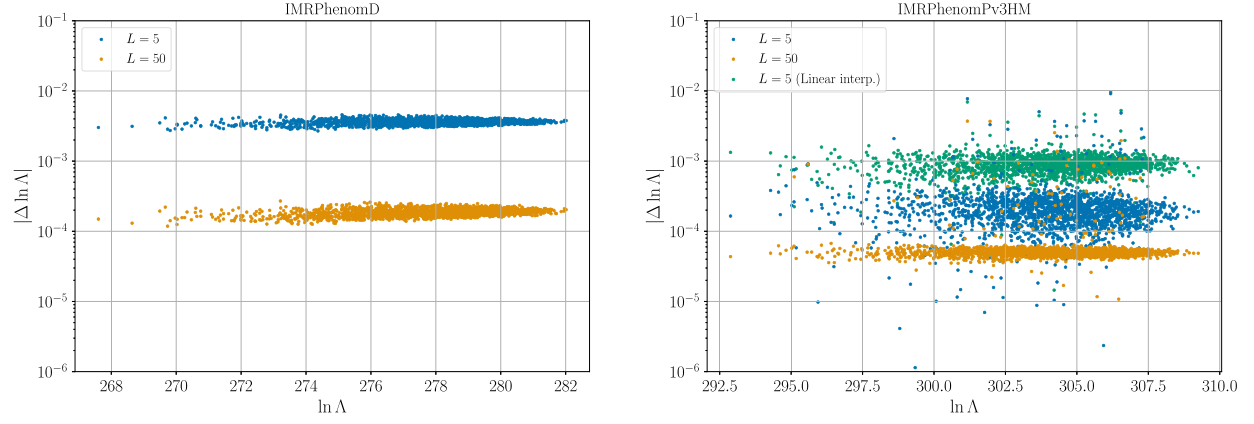 IMRPhenomD
10⁻¹
10⁻²
10⁻³
10⁻⁴
10⁻⁵
10⁻⁶
|Δ ln Λ|
L = 5
L = 50
268 270 272 274 276 278 280 282
ln Λ
IMRPhenomPv3HM
10⁻¹
10⁻²
10⁻³
10⁻⁴
10⁻⁵
10⁻⁶
|Δ ln Λ|
L = 5
L = 50
L = 5 (Linear interp.)
292.5 295.0 297.5 300.0 302.5 305.0 307.5 310.0
ln Λ